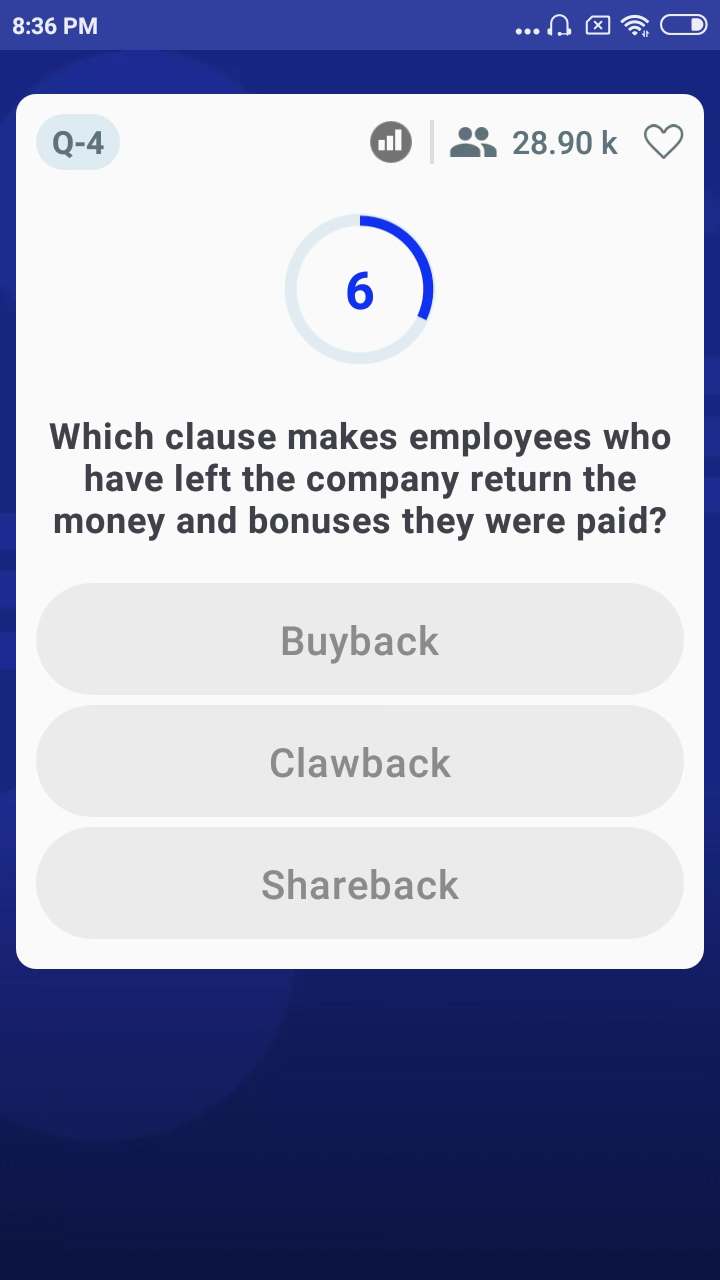 8:36 PM
Q-4
28.90 k
6
Which clause makes employees who
have left the company return the
money and bonuses they were paid?
Buyback
Clawback
Shareback